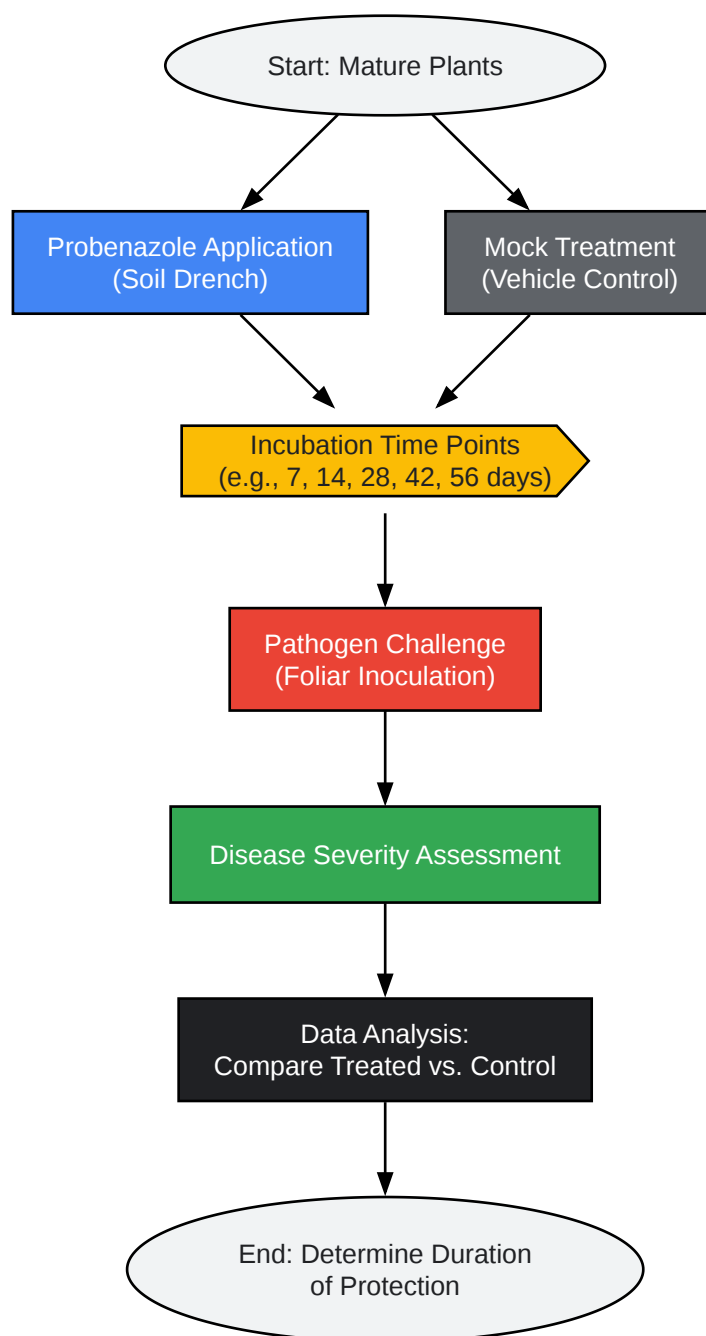 Start: Mature Plants
Probenazole Application
(Soil Drench)
Mock Treatment
(Vehicle Control)
Incubation Time Points
(e.g., 7, 14, 28, 42, 56 days)
Pathogen Challenge
(Foliar Inoculation)
Disease Severity Assessment
Data Analysis:
Compare Treated vs. Control
End: Determine Duration
of Protection